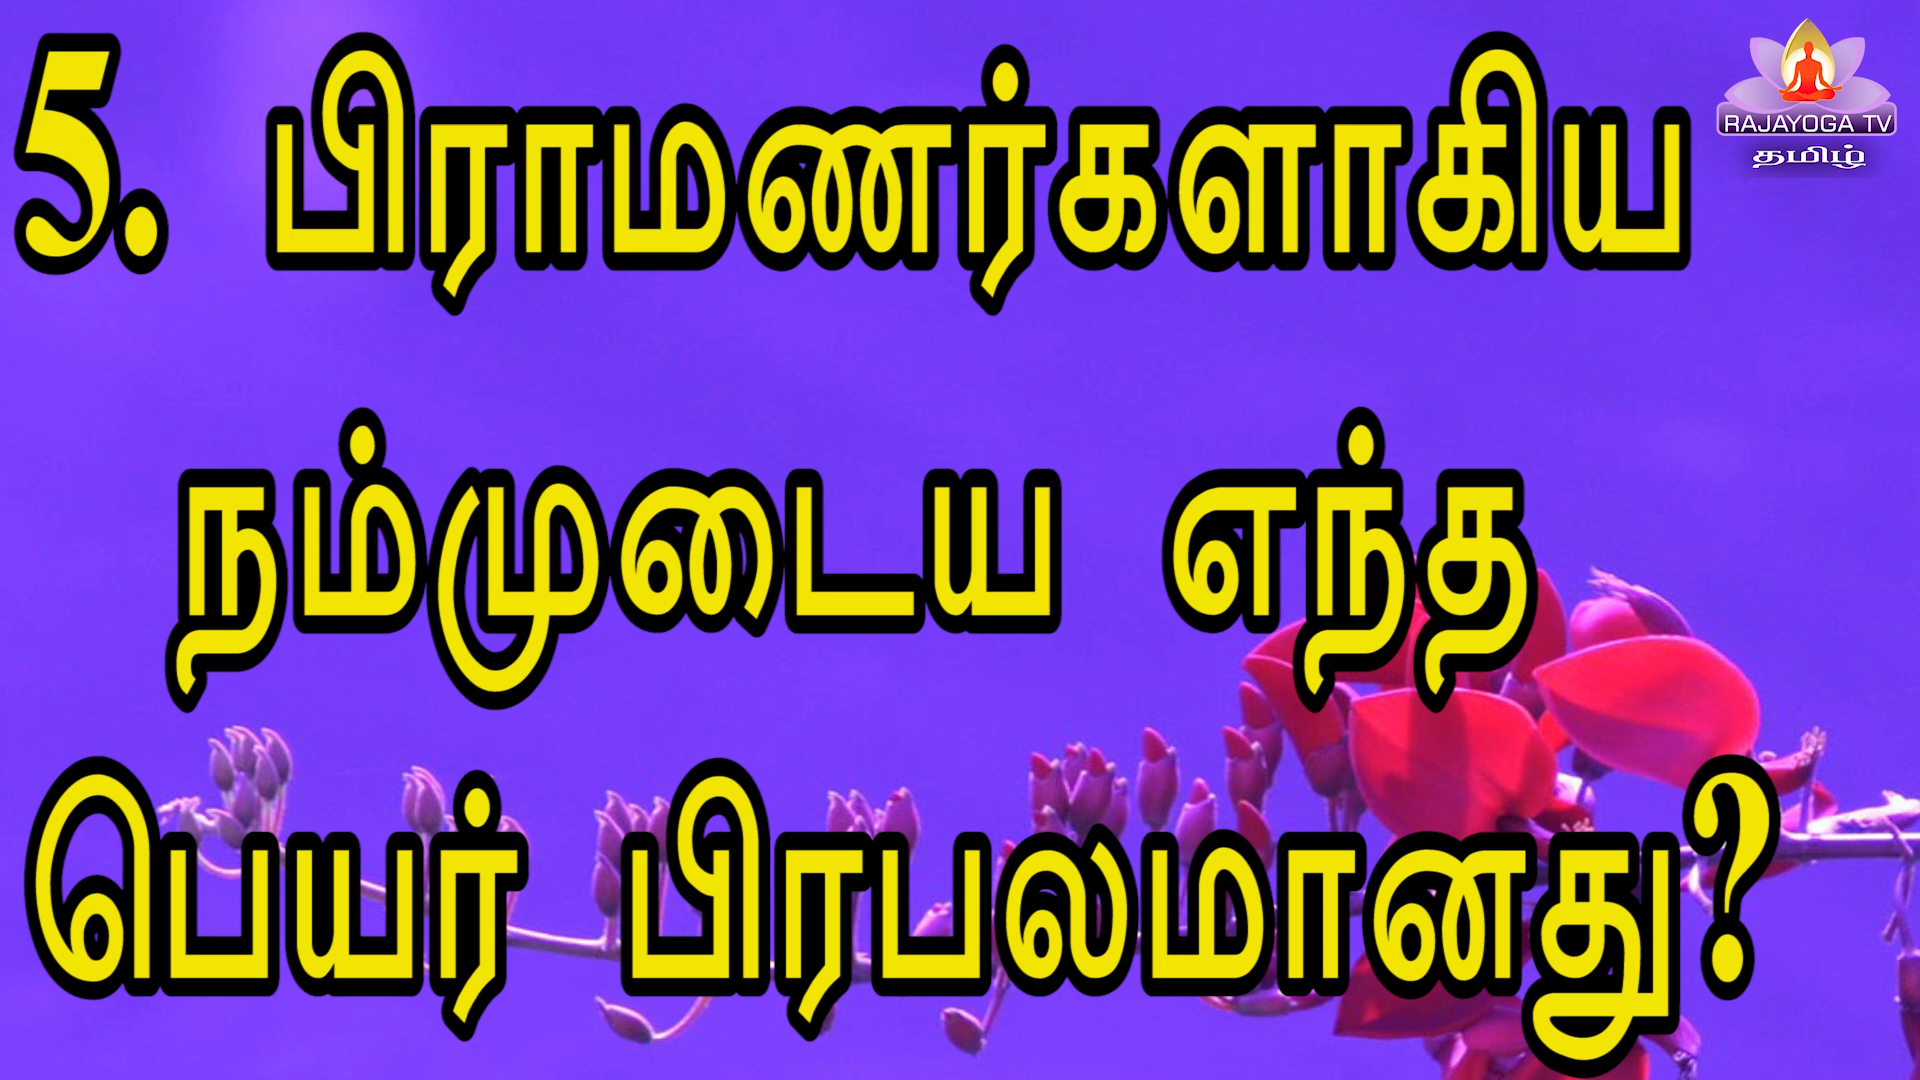 5. பிராமணர்களாகிய
நம்முடைய எந்த
பெயர் பிரபலமானது?
RAJAYOGA TV
தமிழ்